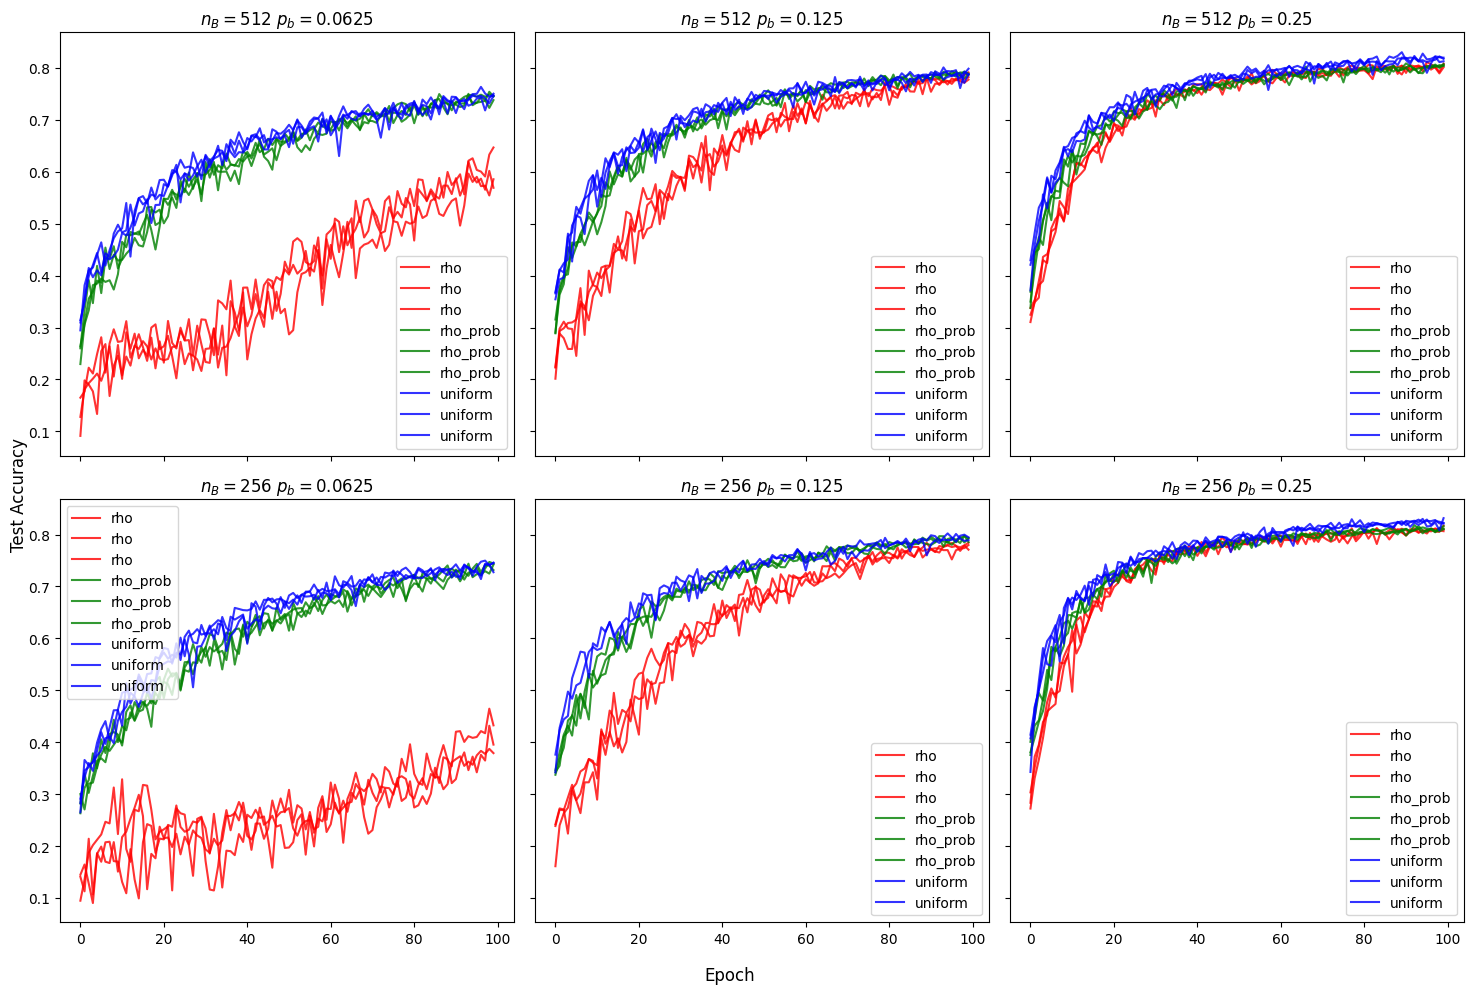 n_B = 512 p_b = 0.0625
n_B = 512 p_b = 0.125
n_B = 512 p_b = 0.25
0.8
0.7
0.6
0.5
0.4
0.3
0.2
0.1
rho
rho
rho
rho_prob
rho_prob
rho_prob
uniform
uniform
uniform
rho
rho
rho
rho_prob
rho_prob
rho_prob
uniform
uniform
uniform
rho
rho
rho
rho_prob
rho_prob
rho_prob
uniform
uniform
uniform
Test Accuracy
n_B = 256 p_b = 0.0625
n_B = 256 p_b = 0.125
n_B = 256 p_b = 0.25
0.8
0.7
0.6
0.5
0.4
0.3
0.2
0.1
rho
rho
rho
rho_prob
rho_prob
rho_prob
uniform
uniform
uniform
rho
rho
rho
rho_prob
rho_prob
rho_prob
uniform
uniform
rho
rho
rho
rho_prob
rho_prob
rho_prob
uniform
uniform
uniform
0 20 40 60 80 100
0 20 40 60 80 100
0 20 40 60 80 100
Epoch